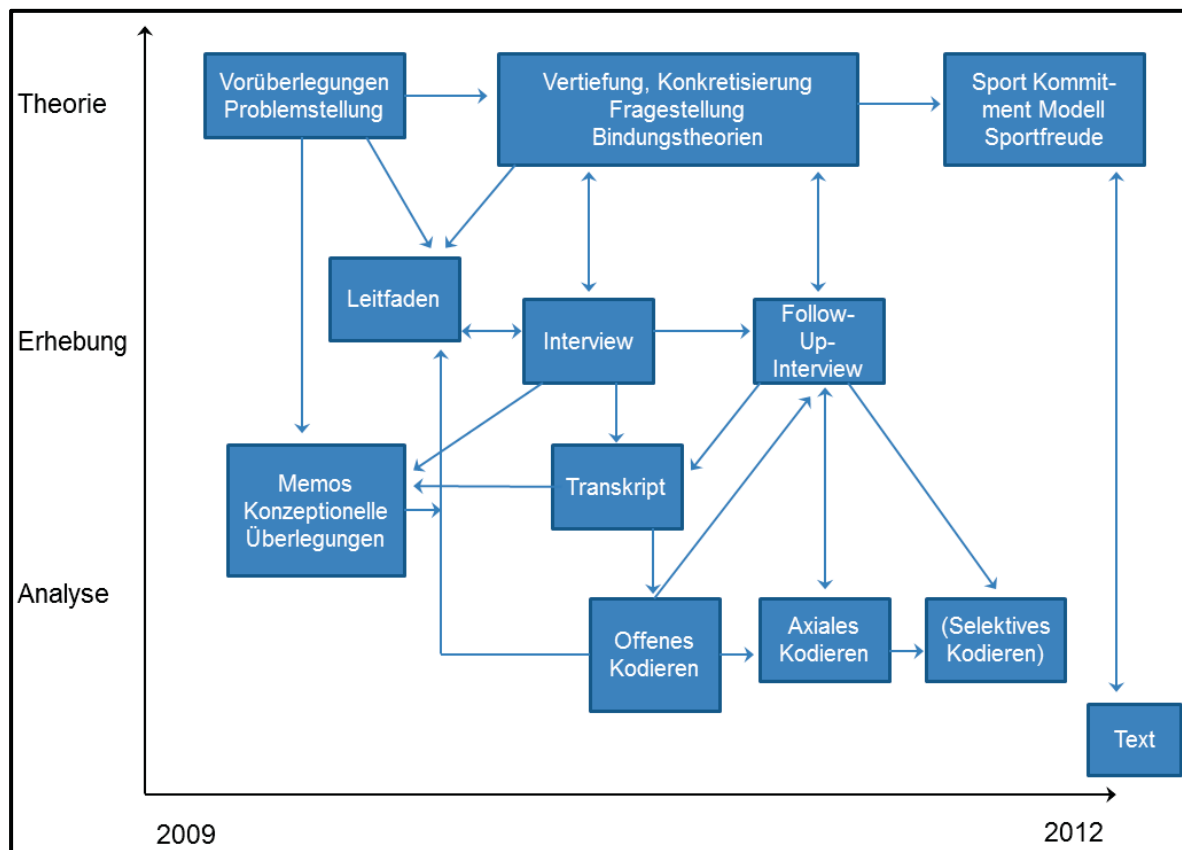 Theorie
Vorüberlegungen
Problemstellung
Vertiefung, Konkretisierung
Fragestellung
Bindungstheorien
Sport Kommit-
ment Modell
Sportfreude
Erhebung
Leitfaden
Interview
Follow-
Up-
Interview
Memos
Konzeptionelle
Überlegungen
Transkript
Analyse
Offenes
Kodieren
Axiales
Kodieren
(Selektives
Kodieren)
Text
2009
2012